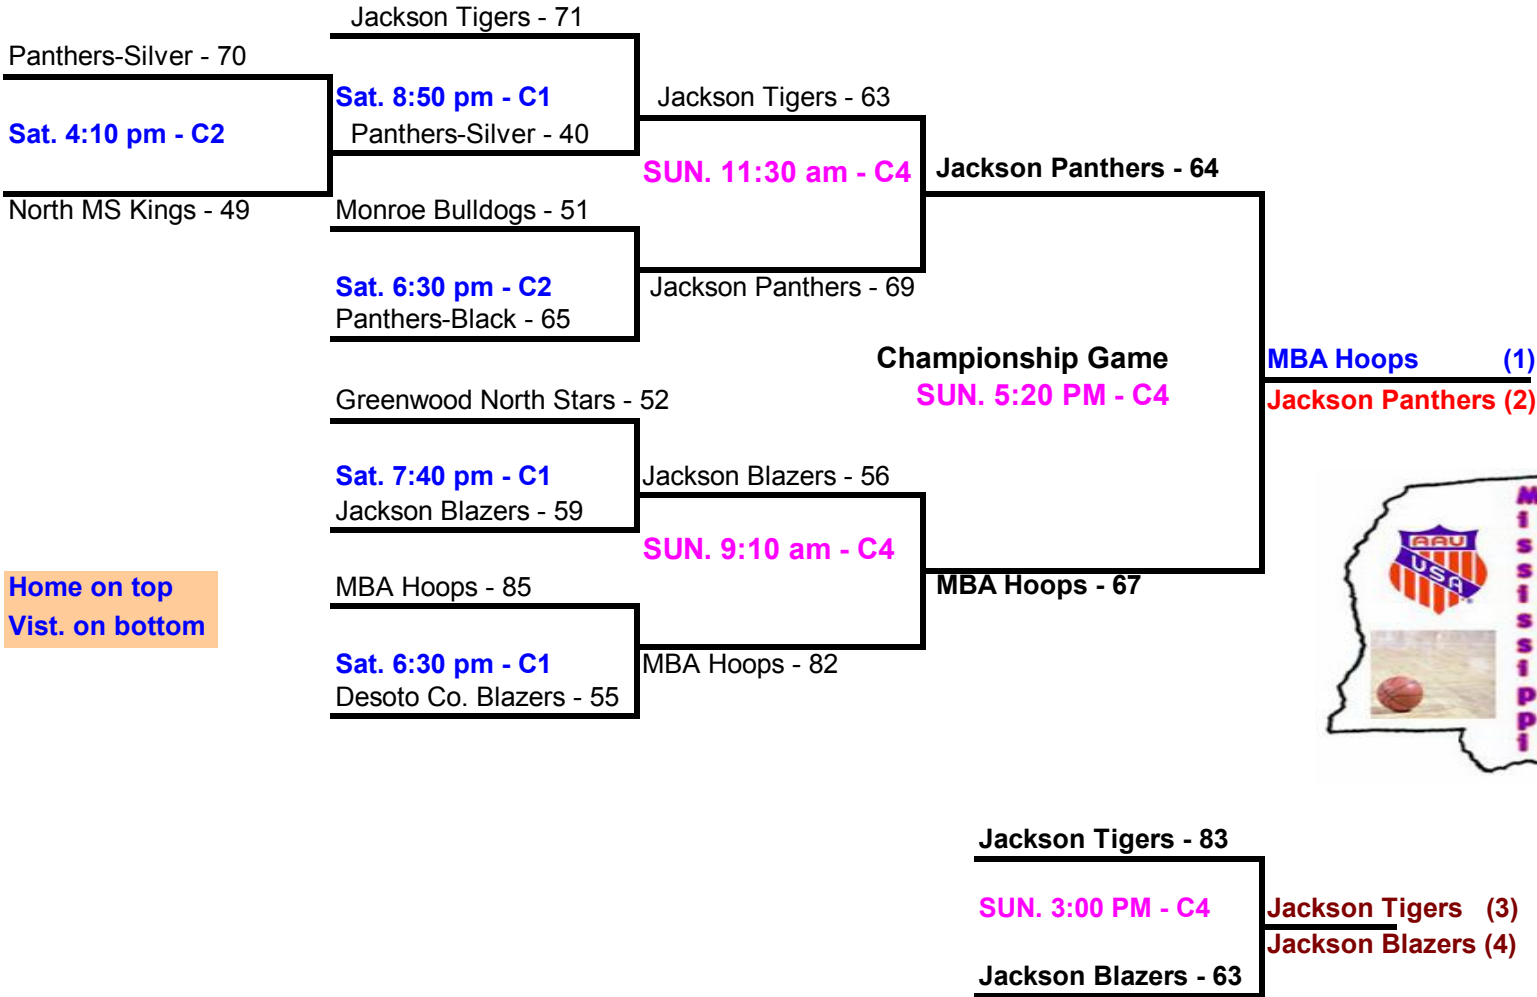 Jackson Tigers - 71
Panthers-Silver - 70
Sat. 8:50 pm - C1
Jackson Tigers - 63
Sat. 4:10 pm - C2
Panthers-Silver - 40
SUN. 11:30 am - C4
Jackson Panthers - 64
North MS Kings - 49
Monroe Bulldogs - 51
Sat. 6:30 pm - C2
Jackson Panthers - 69
Panthers-Black - 65
Championship Game
MBA Hoops (1)
SUN. 5:20 PM - C4
Jackson Panthers (2)
Greenwood North Stars - 52
Sat. 7:40 pm - C1
Jackson Blazers - 56
Jackson Blazers - 59
SUN. 9:10 am - C4
Home on top
MBA Hoops - 85
MBA Hoops - 67
Vist. on bottom
Sat. 6:30 pm - C1
MBA Hoops - 82
Desoto Co. Blazers - 55
AAU
USA
Mississippi
Jackson Tigers - 83
SUN. 3:00 PM - C4
Jackson Tigers (3)
Jackson Blazers (4)
Jackson Blazers - 63